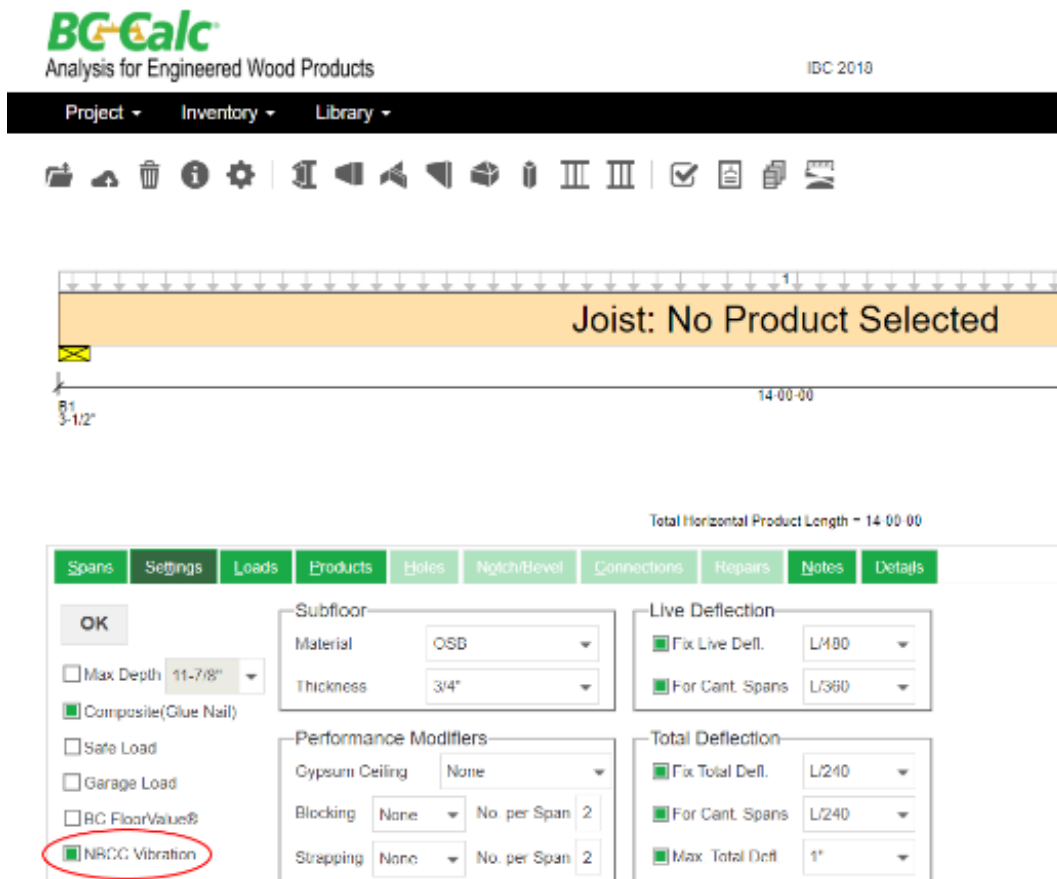 BC Calc®
Analysis for Engineered Wood Products
IBC 2018
Project Inventory Library
1
Joist: No Product Selected
14-00-00
B1
3-1/2"
Total Horizontal Product Length = 14-00-00
Spans Settings Loads Products Holes Notch/Bevel Connections Repairs Notes Details
OK
Max Depth 11-7/8"
Composite(Glue Nail)
Safe Load
Garage Load
BC FloorValue®
NBCC Vibration
Subfloor
Material OSB
Thickness 3/4"
Performance Modifiers
Gypsum Ceiling None
Blocking None No. per Span 2
Strapping None No. per Span 2
Live Deflection
Fix Live Defl. L/480
For Cant. Spans L/360
Total Deflection
Fix Total Defl. L/240
For Cant. Spans L/240
Max. Total Defl. 1"